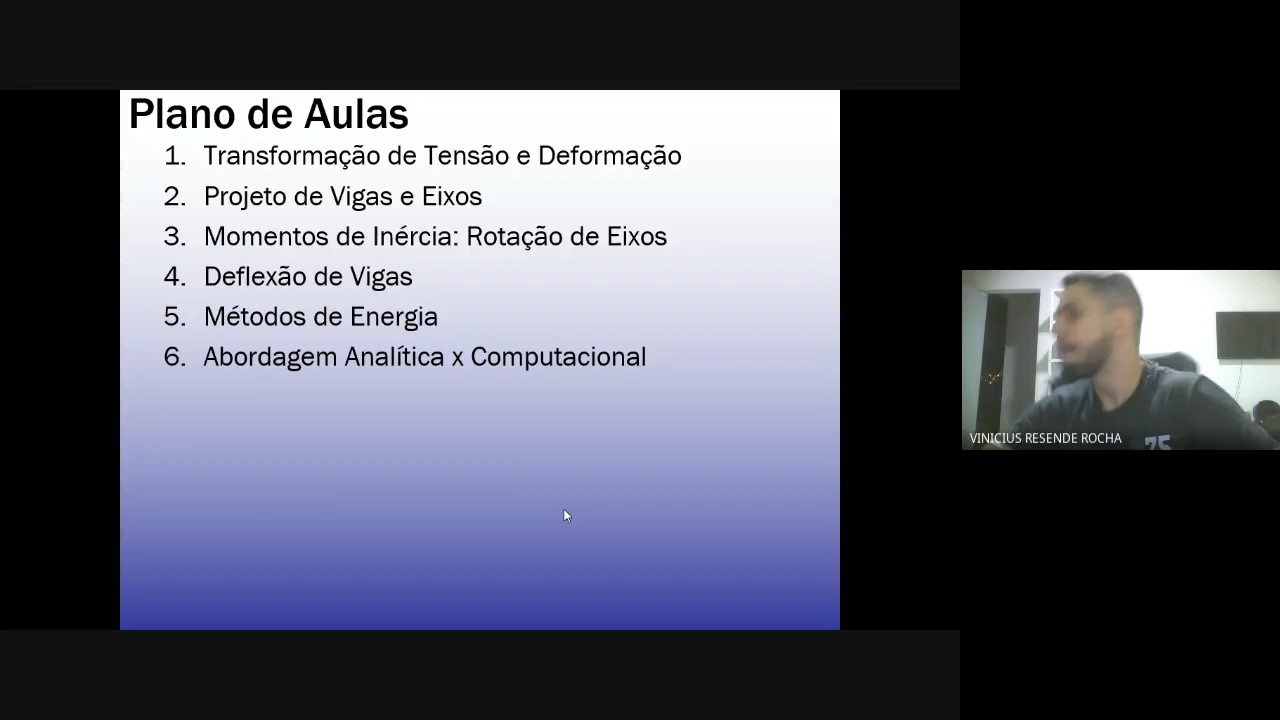 Plano de Aulas
1. Transformação de Tensão e Deformação
2. Projeto de Vigas e Eixos
3. Momentos de Inércia: Rotação de Eixos
4. Deflexão de Vigas
5. Métodos de Energia
6. Abordagem Analítica x Computacional
VINICIUS RESENDE ROCHA
75